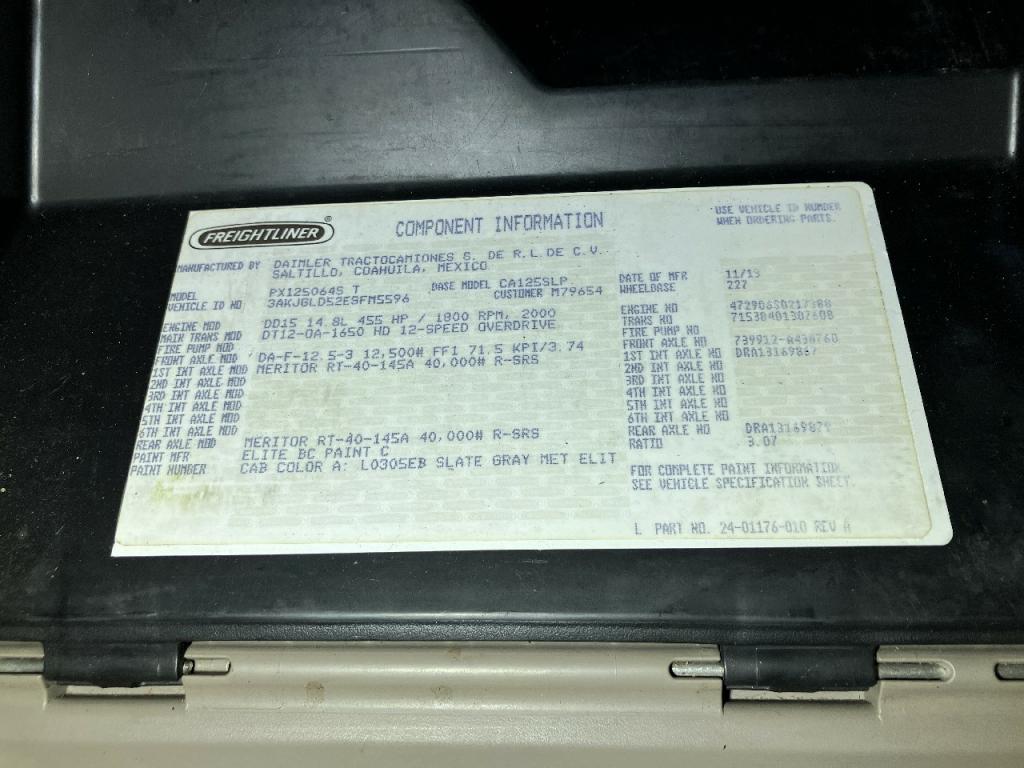 FREIGHTLINER®
COMPONENT INFORMATION
USE VEHICLE ID NUMBER
WHEN ORDERING PARTS.
MANUFACTURED BY DAIMLER TRACTOCAMIONES S. DE R.L.DE C.V.
SALTILLO, COAHUILA, MEXICO
MODEL PX125064S T BASE MODEL CA125SLP DATE OF MFR 11/13
VEHICLE ID NO 3AKJGLD52ESFM5596 CUSTOMER M79654 WHEELBASE 227
ENGINE MOD DD15 14.8L 455 HP / 1800 RPM, 2000 ENGINE NO
MAIN TRANS MOD DT12-OA-1650 HD 12-SPEED OVERDRIVE TRANS NO 71538401307608
FIRE PUMP MOD FIRE PUMP NO
FRONT AXLE MOD DA-F-12.5-3 12,500# FF1 71.5 KPI/3.74 FRONT AXLE NO
1ST INT AXLE MOD MERITOR RT-40-145A 40,000# R-SRS 1ST INT AXLE NO
2ND INT AXLE MOD 2ND INT AXLE NO
3RD INT AXLE MOD 3RD INT AXLE NO
4TH INT AXLE MOD 4TH INT AXLE NO
5TH INT AXLE MOD 5TH INT AXLE NO
6TH INT AXLE MOD 6TH INT AXLE NO
REAR AXLE MOD MERITOR RT-40-145A 40,000# R-SRS REAR AXLE NO
PAINT MFR ELITE BC PAINT C RATIO 3.07
PAINT NUMBER CAB COLOR A: L0305EB SLATE GRAY MET ELIT
FOR COMPLETE PAINT INFORMATION
SEE VEHICLE SPECIFICATION SHEET.
L PART NO. 24-01176-010 REV A